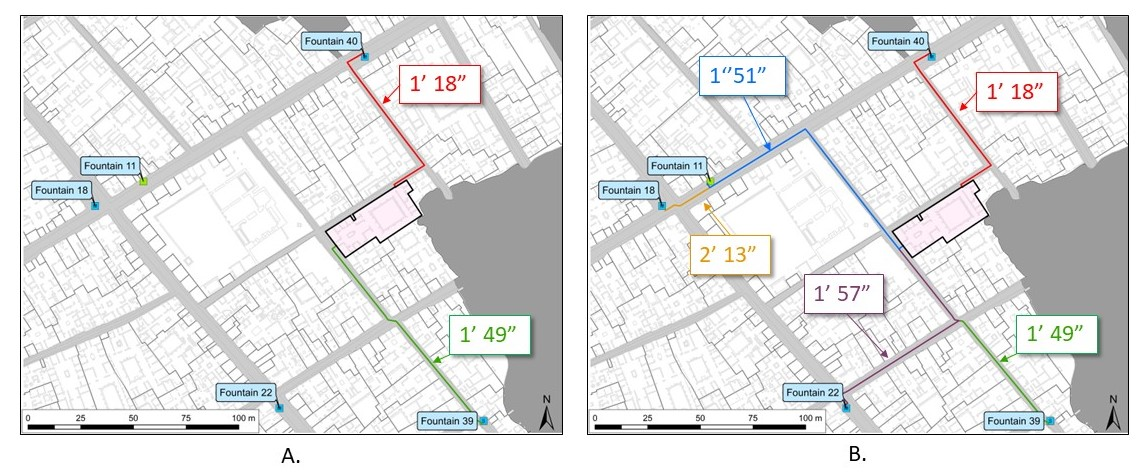 Fountain 40
1' 18”
Fountain 11
Fountain 18
1' 49”
Fountain 22
Fountain 39
0 25 50 75 100 m
N
A.
Fountain 40
1‘’51”
1' 18”
Fountain 11
Fountain 18
2' 13”
1' 57”
1' 49”
Fountain 22
Fountain 39
0 25 50 75 100 m
N
B.